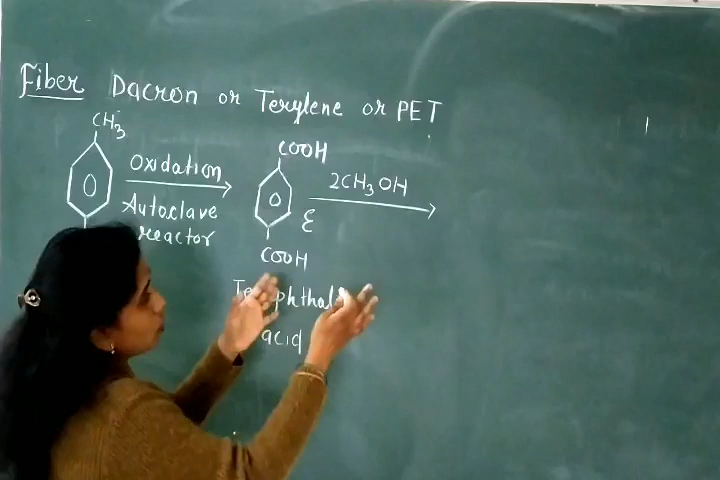 Fiber Dacron or Terylene or PET
CH3
Oxidation
Autoclave
reactor
COOH
COOH
2CH3OH
acid